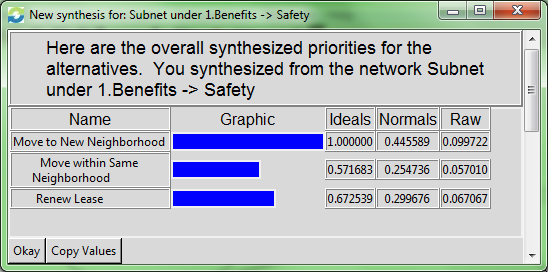 New synthesis for: Subnet under 1.Benefits -> Safety
Here are the overall synthesized priorities for the
alternatives.  You synthesized from the network Subnet
under 1.Benefits -> Safety
Name Graphic Ideals Normals Raw
Move to New Neighborhood 1.000000 0.445589 0.099722
Move within Same
Neighborhood 0.571683 0.254736 0.057010
Renew Lease 0.672539 0.299676 0.067067
Okay Copy Values